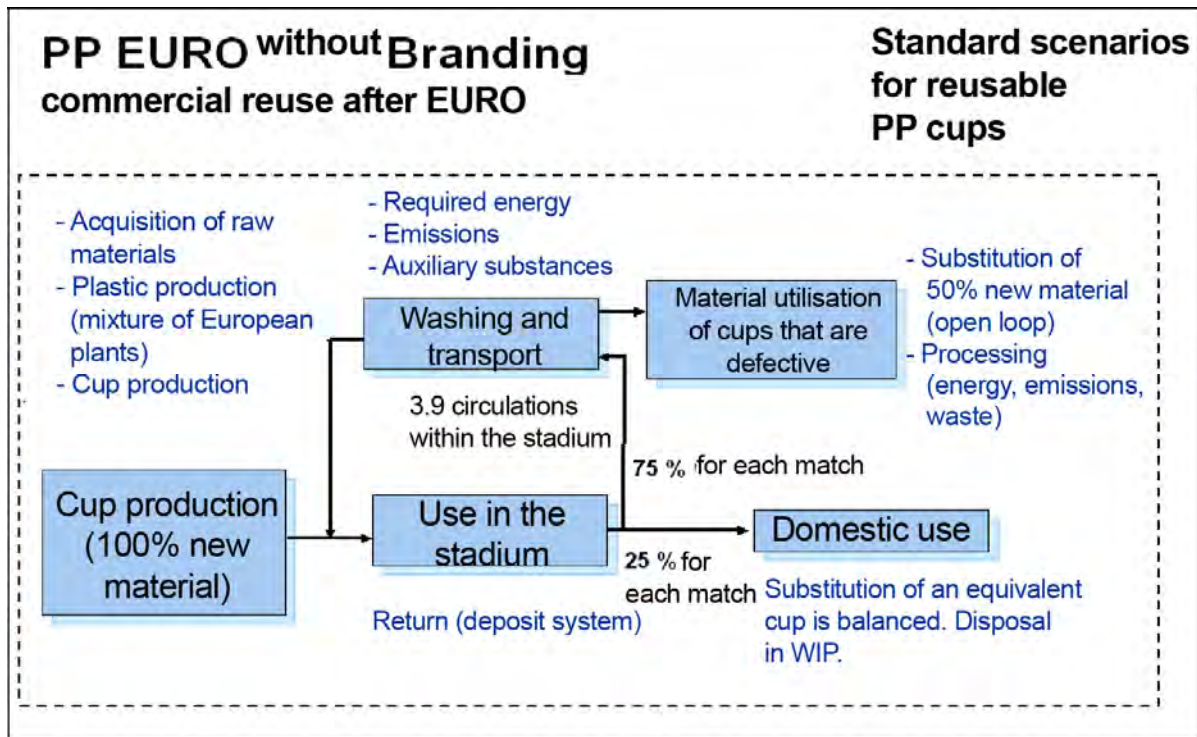 PP EURO without Branding
commercial reuse after EURO
Standard scenarios
for reusable
PP cups
- Acquisition of raw
materials
- Plastic production
(mixture of European
plants)
- Cup production
- Required energy
- Emissions
- Auxiliary substances
Washing and
transport
Material utilisation
of cups that are
defective
- Substitution of
50% new material
(open loop)
- Processing
(energy, emissions,
waste)
3.9 circulations
within the stadium
75 % for each match
Cup production
(100% new
material)
Use in the
stadium
Domestic use
25 % for
each match
Return (deposit system)
Substitution of an equivalent
cup is balanced. Disposal
in WIP.